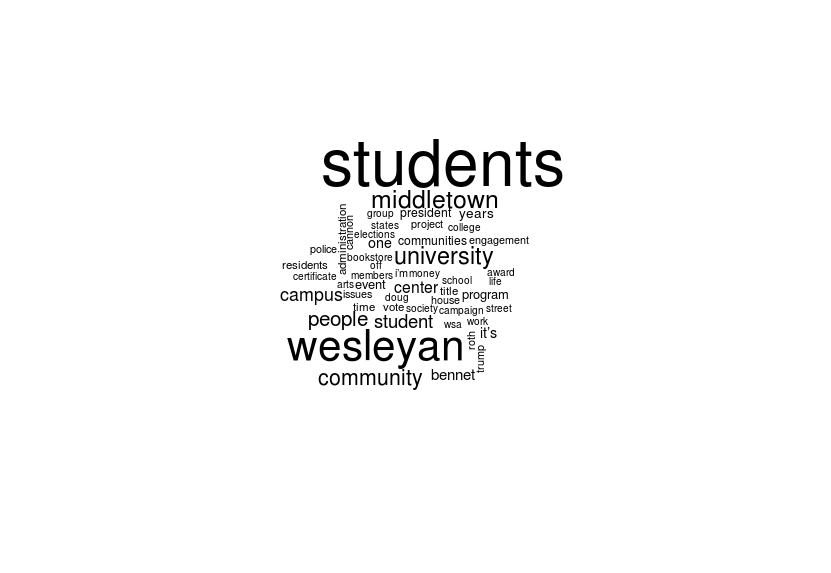 students
middletown
group president years
states project college
administration
cannon
elections
one communities engagement
police
bookstore university
residents off
certificate members i'm money award
arts event school life
campus issues center title program
doug house
time vote society campaign street
people student wsa work
wesleyan roth it's
trump
community bennet